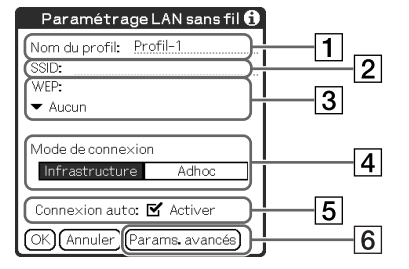 Paramétrage LAN sans fil i
Nom du profil: Profil-1
1
SSID:
2
WEP:
Aucun
3
Mode de connexion
Infrastructure Adhoc
4
Connexion auto: Activer
5
OK Annuler Params. avancés
6